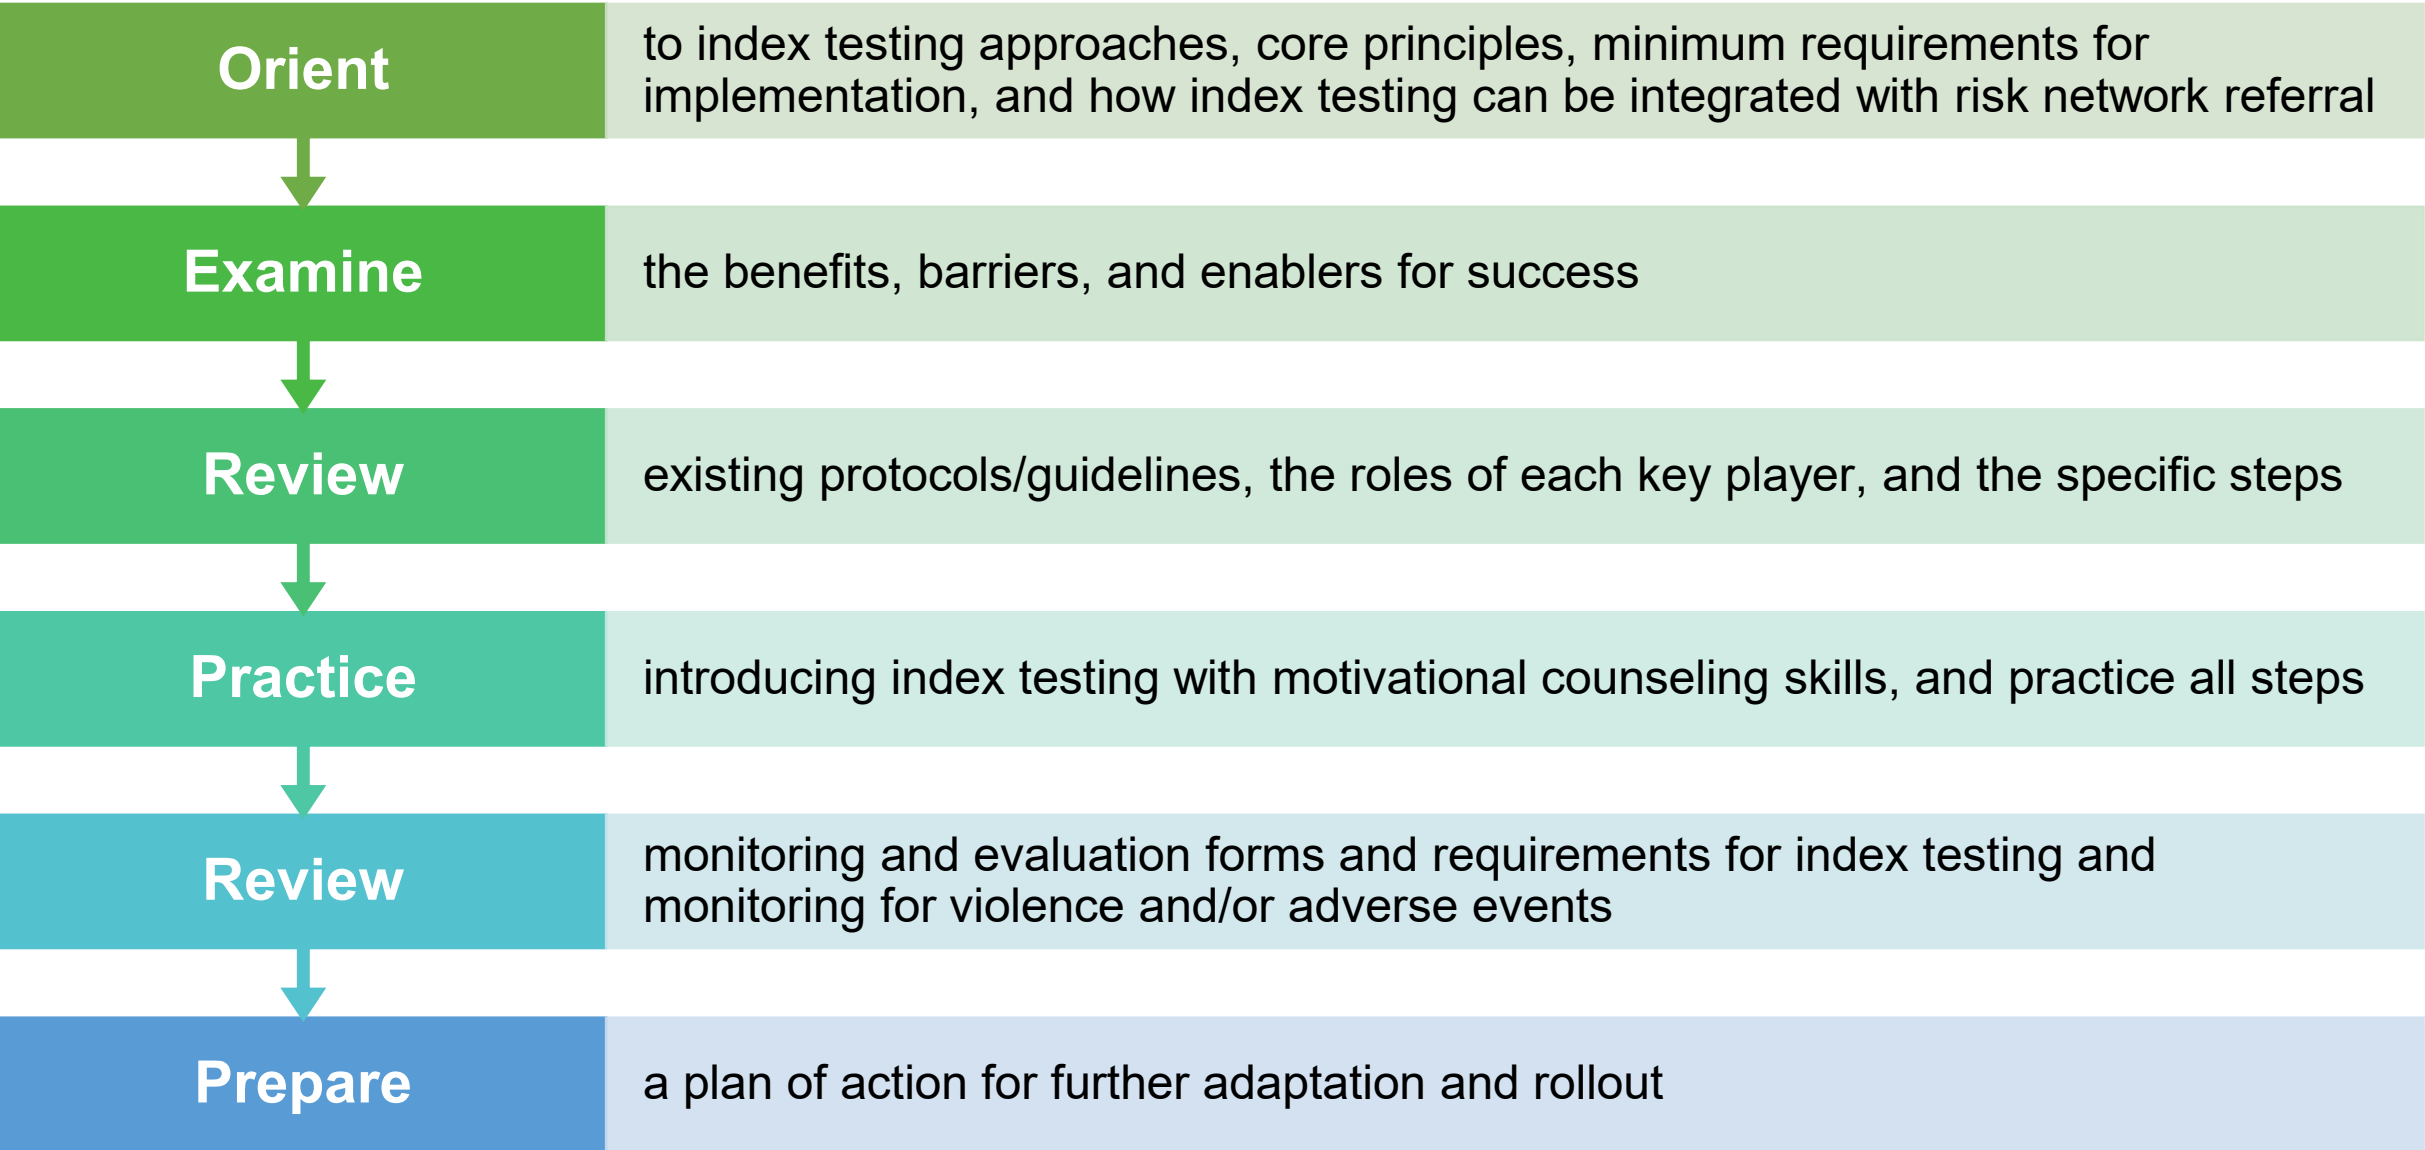 Orient
to index testing approaches, core principles, minimum requirements for
implementation, and how index testing can be integrated with risk network referral
Examine
the benefits, barriers, and enablers for success
Review
existing protocols/guidelines, the roles of each key player, and the specific steps
Practice
introducing index testing with motivational counseling skills, and practice all steps
Review
monitoring and evaluation forms and requirements for index testing and
monitoring for violence and/or adverse events
Prepare
a plan of action for further adaptation and rollout